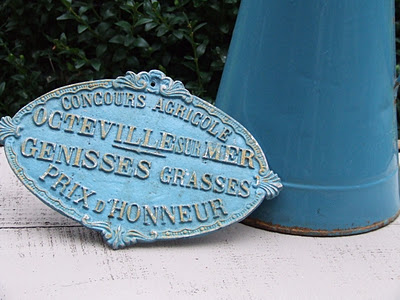 CONCOURS AGRICOLE
OCTEVILLE SUR MER
GENISSES GRASSES
PRIX D'HONNEUR